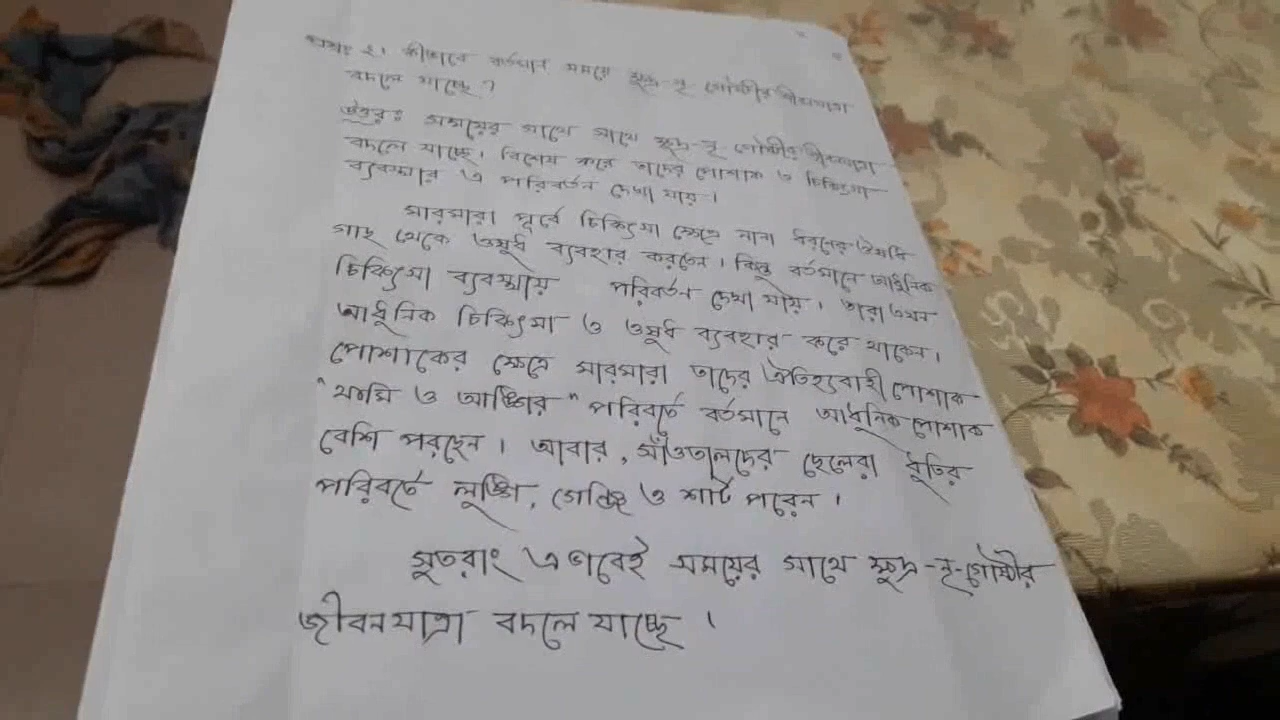 প্রশ্নঃ ২। কীভাবে বর্তমান সময়ে ক্ষুদ্র-নৃ গোষ্ঠীর জীবনযাত্রা
বদলে যাচ্ছে?
উত্তরঃ সময়ের সাথে সাথে ক্ষুদ্র-নৃ গোষ্ঠীর জীবনযাত্রা
বদলে যাচ্ছে। বিশেষ করে তাদের পোশাক ও চিকিৎসা
ব্যবস্থার এ পরিবর্তন দেখা যায়।
মারমারা পূর্বে চিকিৎসা ক্ষেত্রে নানা ধরনের ঔষধি
গাছ থেকে ওষুধ ব্যবহার করতেন। কিন্তু বর্তমানে আধুনিক
চিকিৎসা ব্যবস্থায় পরিবর্তন দেখা যায়। তারা এখন
আধুনিক চিকিৎসা ও ওষুধ ব্যবহার করে থাকেন।
পোশাকের ক্ষেত্রে মারমারা তাদের ঐতিহ্যবাহী পোশাক
"থামি ও আঙ্গির" পরিবর্তে বর্তমানে আধুনিক পোশাক
বেশি পরছেন। আবার, সাঁওতালদের ছেলেরা ধুতির
পরিবর্তে লুঙ্গি, গেঞ্জি ও শার্ট পরেন।
সুতরাং এভাবেই সময়ের সাথে ক্ষুদ্র-নৃ-গোষ্ঠীর
জীবনযাত্রা বদলে যাচ্ছে।